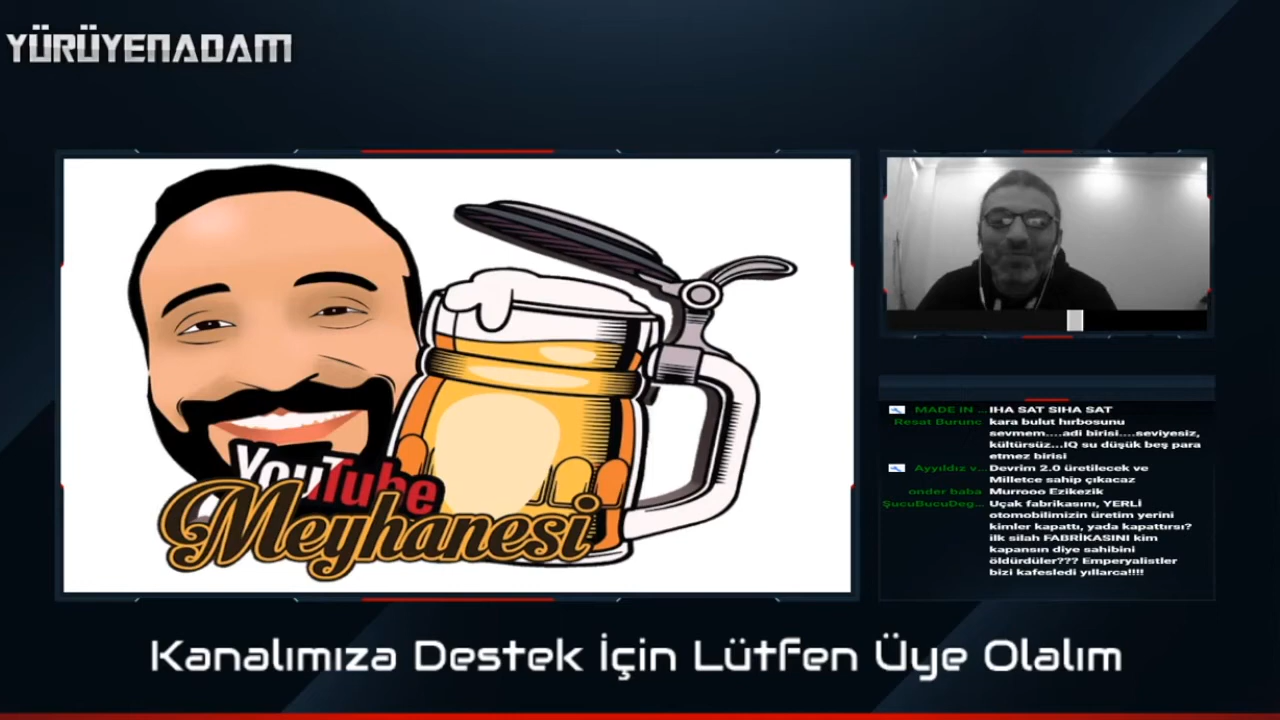 YÜRÜYENADAM
YouTube
Meyhanesi
MADE IN ... IHA SAT SIHA SAT
Resat Burunc kara bulut hırbosunu
sevmem....adi birisi....seviyesiz,
kültürsüz...IQ su düşük beş para
etmez birisi
Ayyıldız v... Devrim 2.0 üretilecek ve
Milletce sahip çıkacaz
onder baba Murrooo Ezikezik
ŞucuBucuDeg... Uçak fabrikasını, YERLİ
otomobilimizin üretim yerini
kimler kapattı, yada kapattırsı?
ilk silah FABRİKASINI kim
kapansın diye sahibini
öldürdüler??? Emperyalistler
bizi kafesledi yıllarca!!!!
Kanalımıza Destek İçin Lütfen Üye Olalım